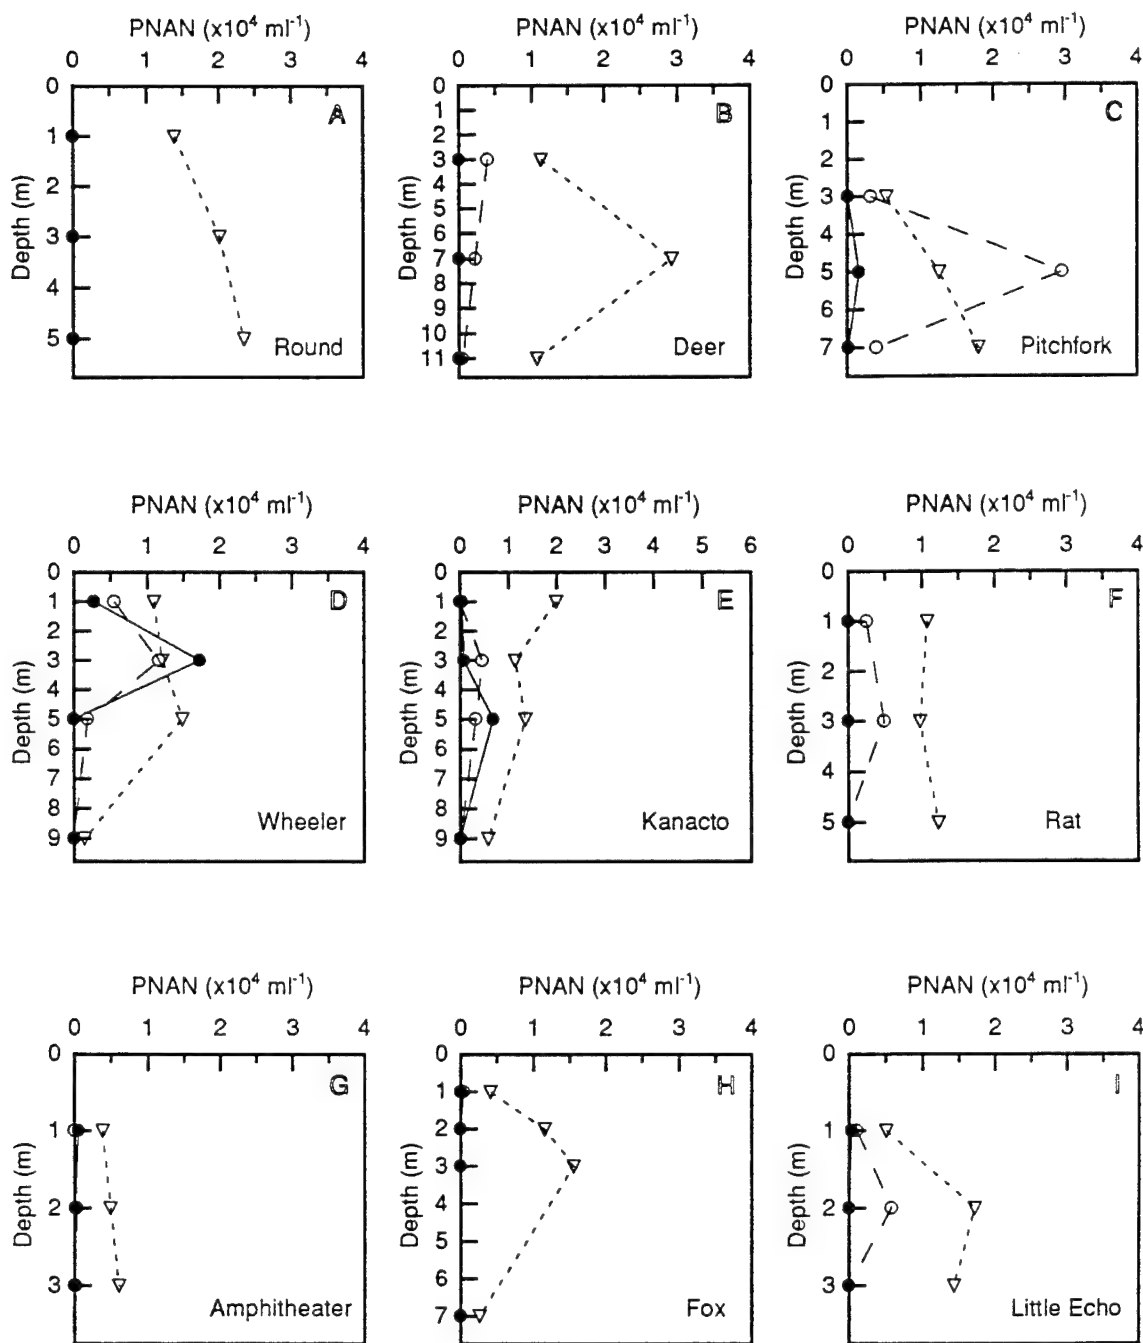 PNAN (x10⁴ ml⁻¹)
0 1 2 3 4
Depth (m)
0
1
2
3
4
5
A
Round
PNAN (x10⁴ ml⁻¹)
0 1 2 3 4
Depth (m)
0
1
2
3
4
5
6
7
8
9
10
11
B
Deer
PNAN (x10⁴ ml⁻¹)
0 1 2 3 4
Depth (m)
0
1
2
3
4
5
6
7
C
Pitchfork
PNAN (x10⁴ ml⁻¹)
0 1 2 3 4
Depth (m)
0
1
2
3
4
5
6
7
8
9
D
Wheeler
PNAN (x10⁴ ml⁻¹)
0 1 2 3 4 5 6
Depth (m)
0
1
2
3
4
5
6
7
8
9
E
Kanacto
PNAN (x10⁴ ml⁻¹)
0 1 2 3 4
Depth (m)
0
1
2
3
4
5
F
Rat
PNAN (x10⁴ ml⁻¹)
0 1 2 3 4
Depth (m)
0
1
2
3
G
Amphitheater
PNAN (x10⁴ ml⁻¹)
0 1 2 3 4
Depth (m)
0
1
2
3
4
5
6
7
H
Fox
PNAN (x10⁴ ml⁻¹)
0 1 2 3 4
Depth (m)
0
1
2
3
I
Little Echo